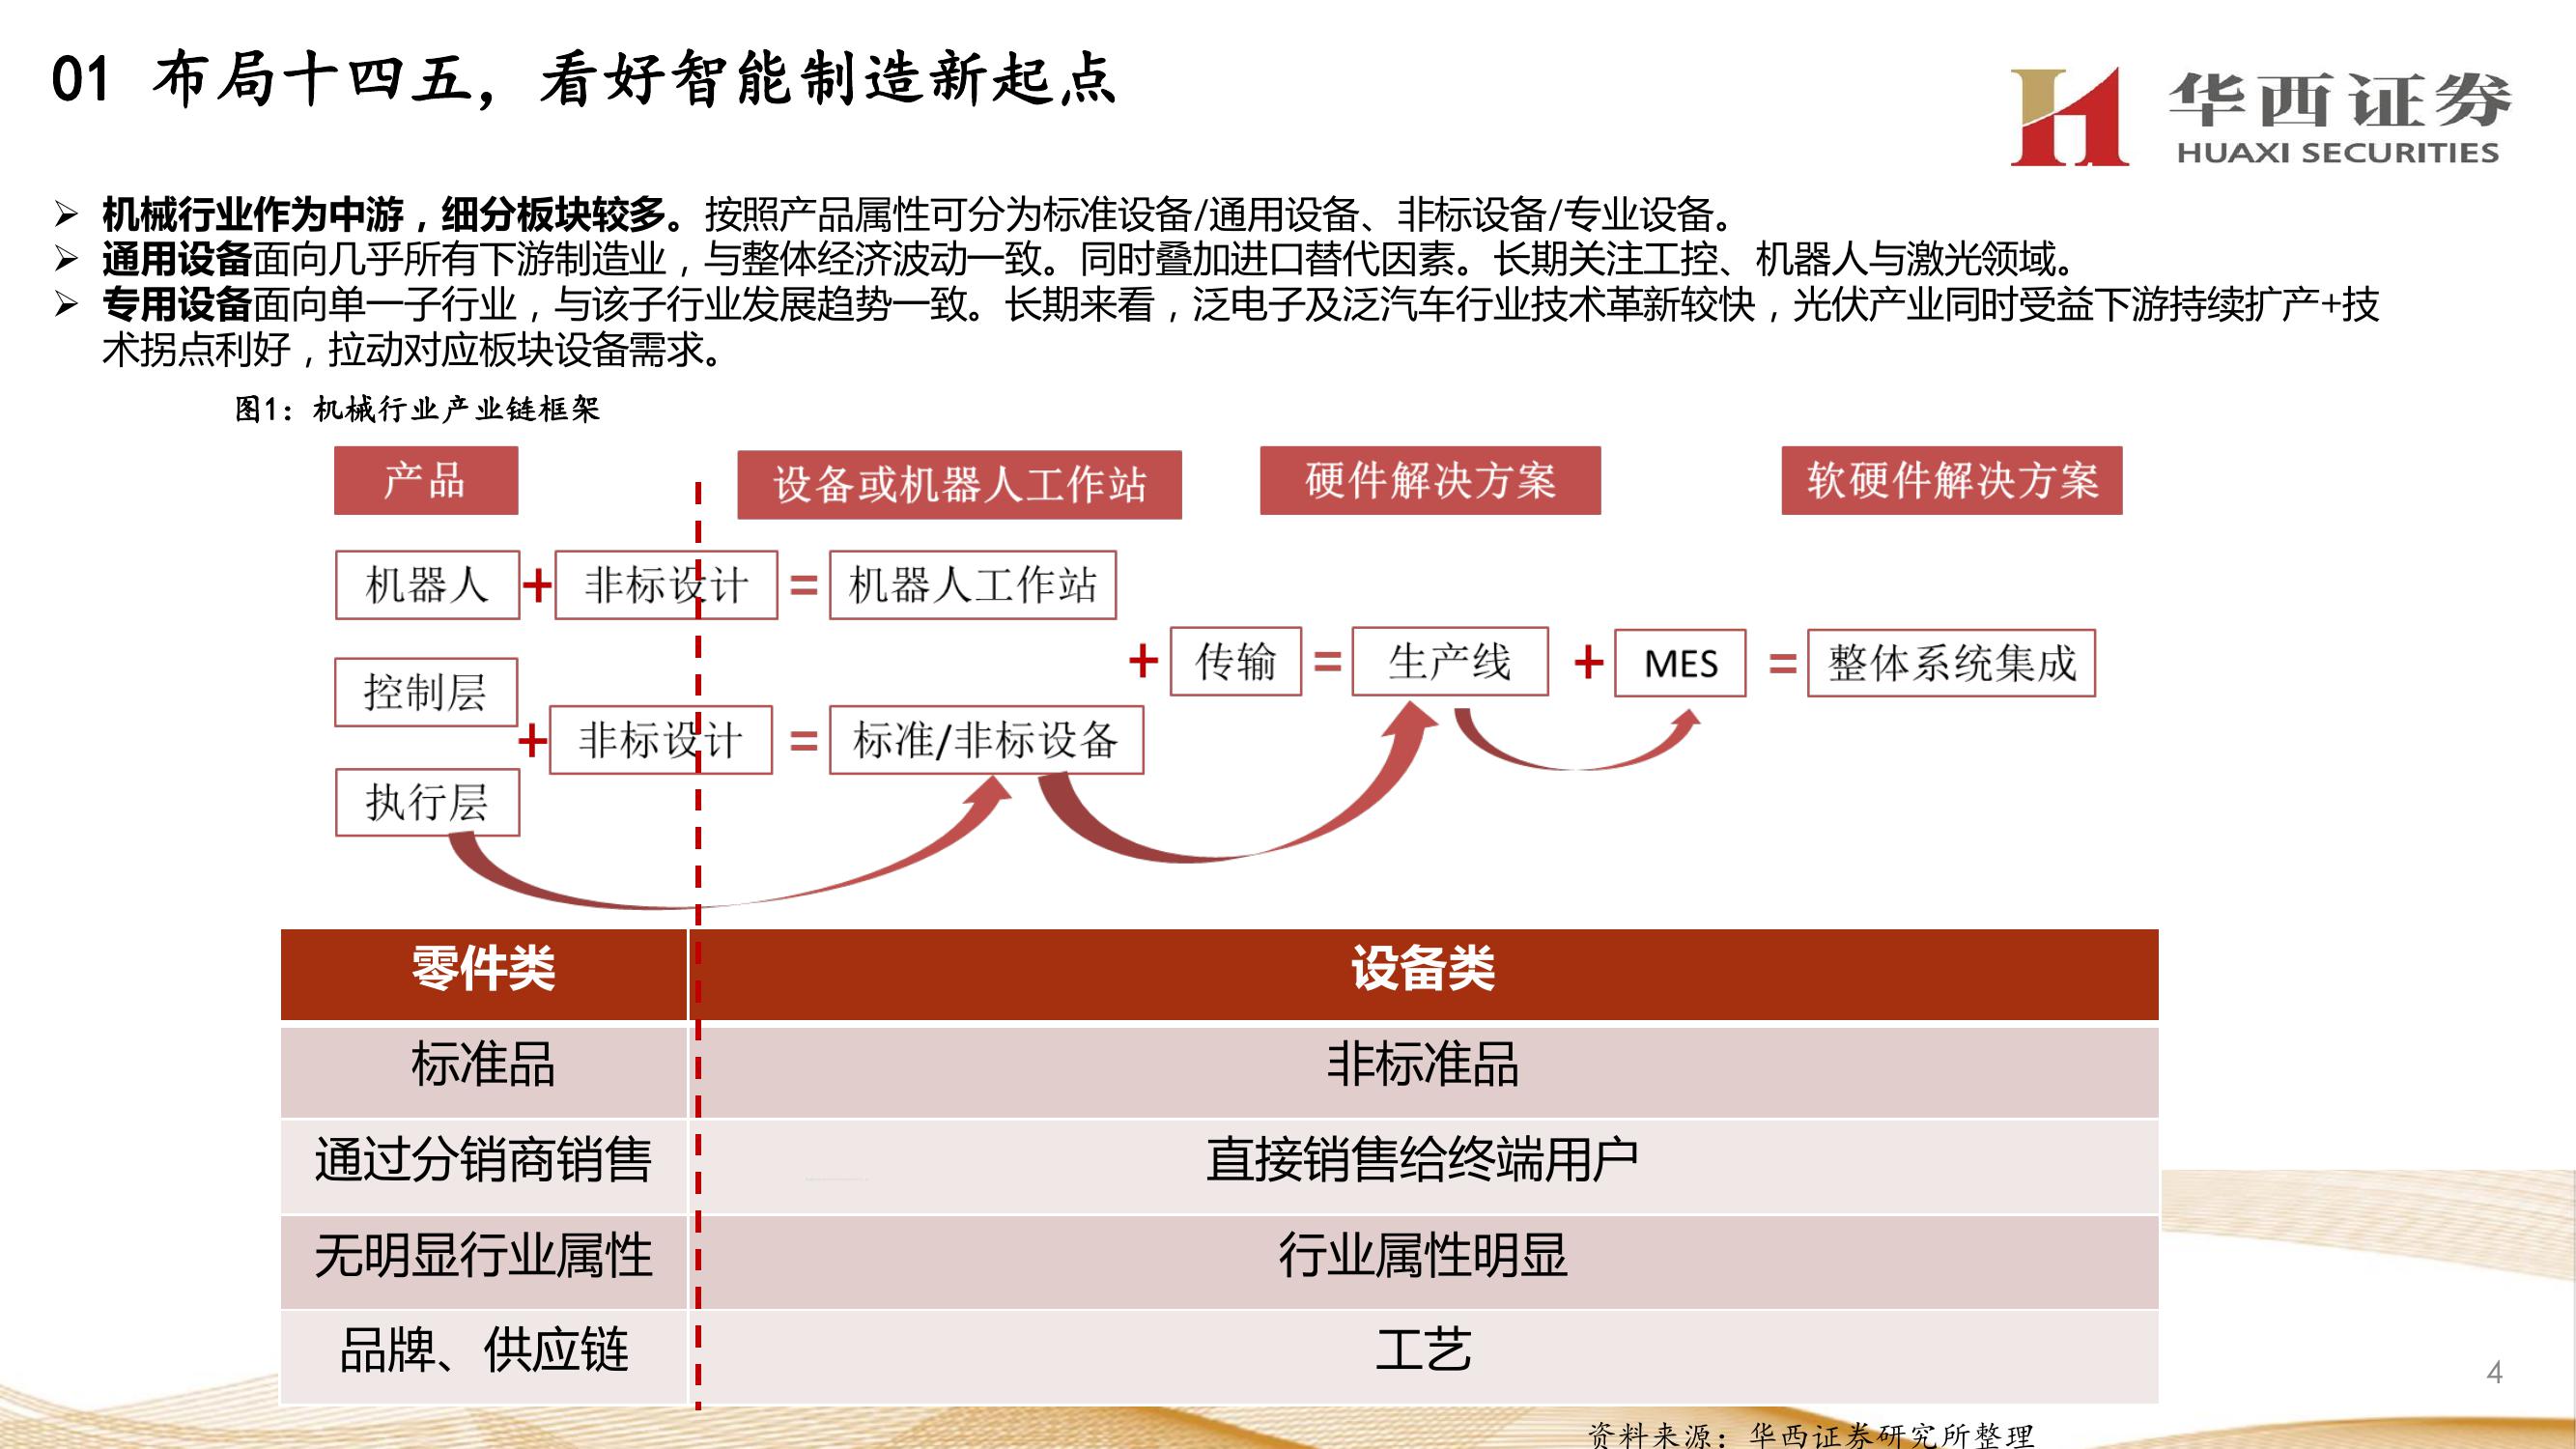 01 布局十四五，看好智能制造新起点
华西证券
HUAXI SECURITIES
➢ 机械行业作为中游，细分板块较多。按照产品属性可分为标准设备/通用设备、非标设备/专业设备。
➢ 通用设备面向几乎所有下游制造业，与整体经济波动一致。同时叠加进口替代因素。长期关注工控、机器人与激光领域。
➢ 专用设备面向单一子行业，与该子行业发展趋势一致。长期来看，泛电子及泛汽车行业技术革新较快，光伏产业同时受益下游持续扩产+技
术拐点利好，拉动对应板块设备需求。
图1：机械行业产业链框架
产品
设备或机器人工作站
硬件解决方案
软硬件解决方案
机器人 + 非标设计 = 机器人工作站
+ 传输 = 生产线 + MES = 整体系统集成
控制层
+ 非标设计 = 标准/非标设备
执行层
零件类 设备类
标准品 非标准品
通过分销商销售 直接销售给终端用户
无明显行业属性 行业属性明显
品牌、供应链 工艺
4
资料来源：华西证券研究所整理